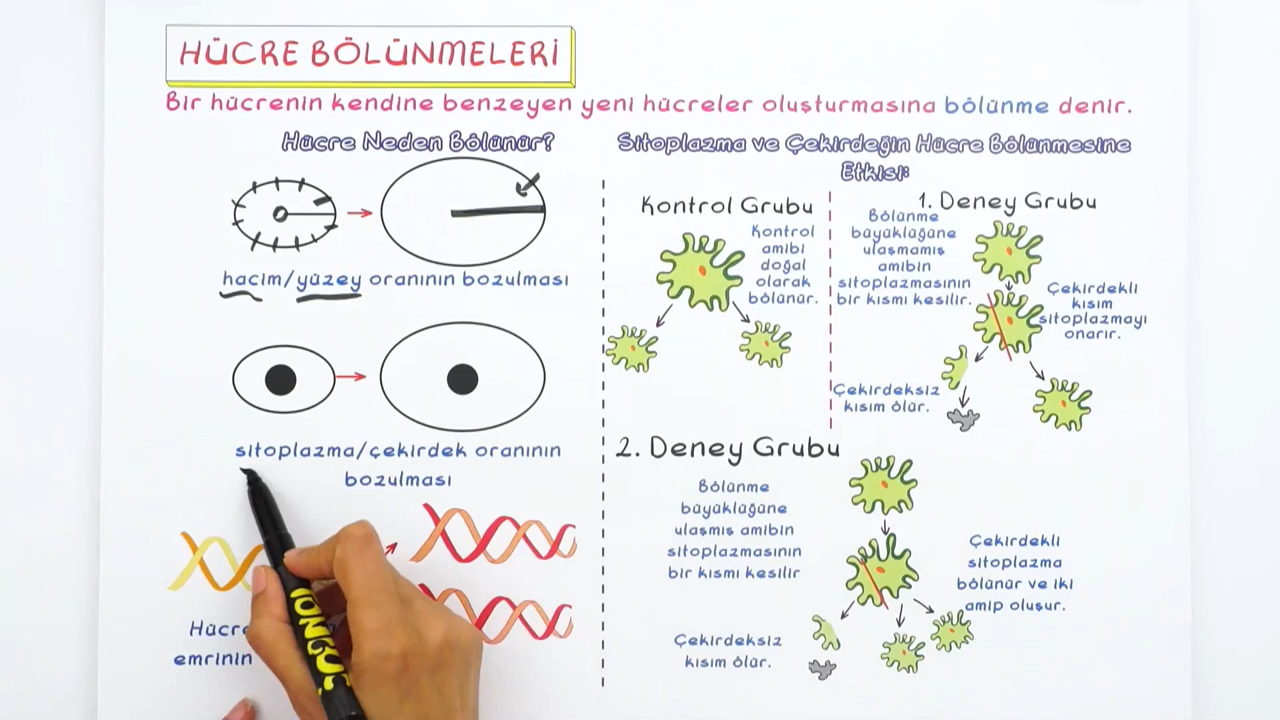 HÜCRE BÖLÜNMELERİ
Bir hücrenin kendine benzeyen yeni hücreler oluşturmasına bölünme denir.
Hücre Neden Bölünür?
hacim/yüzey oranının bozulması
sitoplazma/çekirdek oranının
bozulması
emrinin
TONGUÇ
Sitoplazma ve Çekirdeğin Hücre Bölünmesine
Etkisi:
Kontrol Grubu
Kontrol
amibi
doğal
olarak
bölünür.
1. Deney Grubu
Bölünme
büyüklüğüne
ulaşmamış
amibin
sitoplazmasının
bir kısmı kesilir.
Çekirdekli
kısım
sitoplazmayı
onarır.
Çekirdeksiz
kısım ölür.
2. Deney Grubu
Bölünme
büyüklüğüne
ulaşmış amibin
sitoplazmasının
bir kısmı kesilir
Çekirdekli
sitoplazma
bölünür ve iki
amip oluşur.
Çekirdeksiz
kısım ölür.